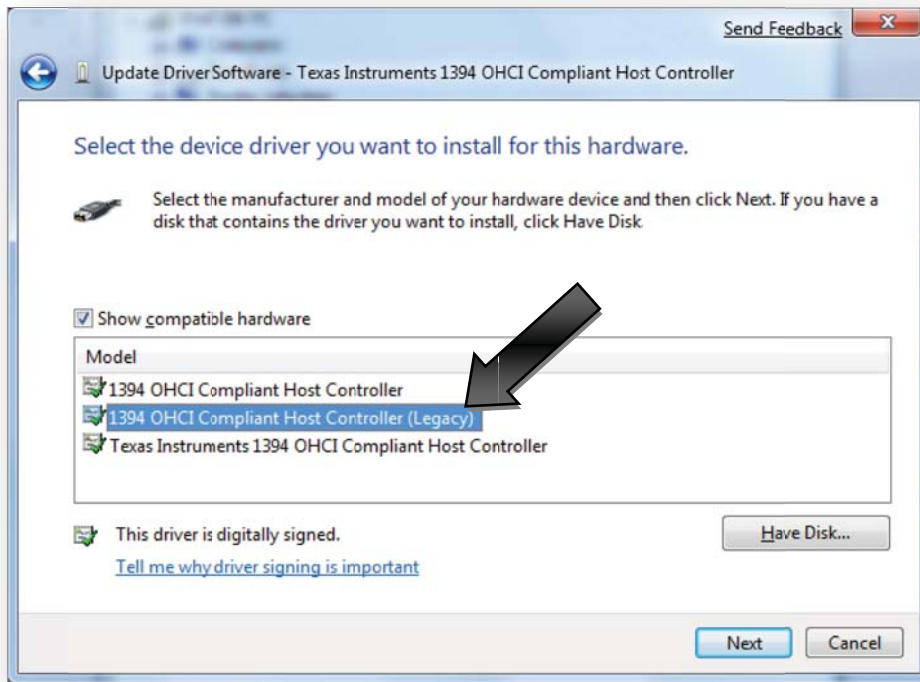 Send Feedback
Update Driver Software - Texas Instruments 1394 OHCI Compliant Host Controller
Select the device driver you want to install for this hardware.
Select the manufacturer and model of your hardware device and then click Next. If you have a
disk that contains the driver you want to install, click Have Disk.
Show compatible hardware
Model
1394 OHCI Compliant Host Controller
1394 OHCI Compliant Host Controller (Legacy)
Texas Instruments 1394 OHCI Compliant Host Controller
This driver is digitally signed.
Have Disk...
Tell me why driver signing is important
Next
Cancel